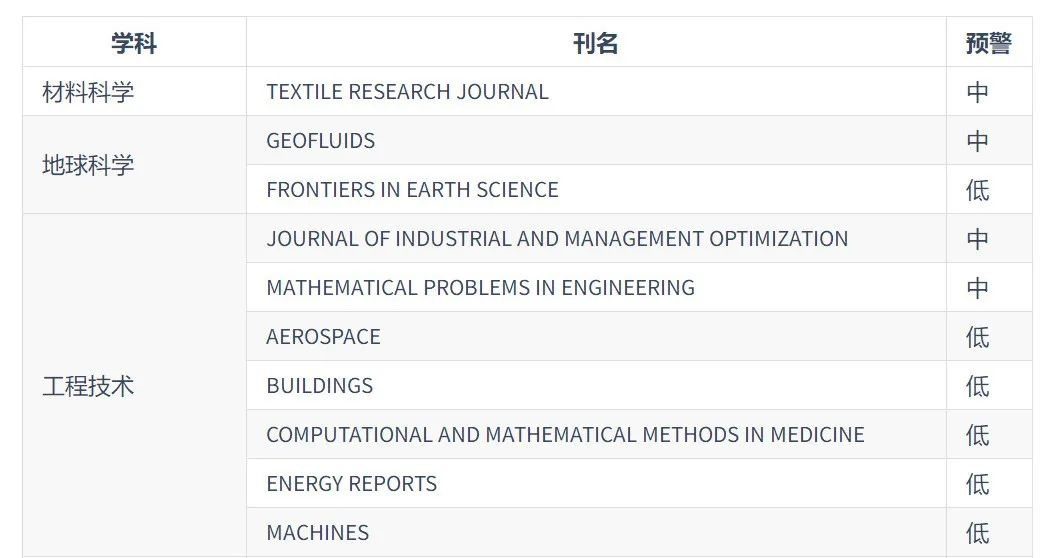 学科 刊名 预警
材料科学 TEXTILE RESEARCH JOURNAL 中
地球科学 GEOFLUIDS 中
FRONTIERS IN EARTH SCIENCE 低
工程技术 JOURNAL OF INDUSTRIAL AND MANAGEMENT OPTIMIZATION 中
MATHEMATICAL PROBLEMS IN ENGINEERING 中
AEROSPACE 低
BUILDINGS 低
COMPUTATIONAL AND MATHEMATICAL METHODS IN MEDICINE 低
ENERGY REPORTS 低
MACHINES 低